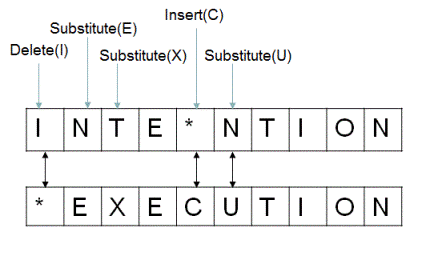 Insert(C)
Substitute(E)
Delete(I)
Substitute(X)
Substitute(U)
I N T E * N T I O N
* E X E C U T I O N